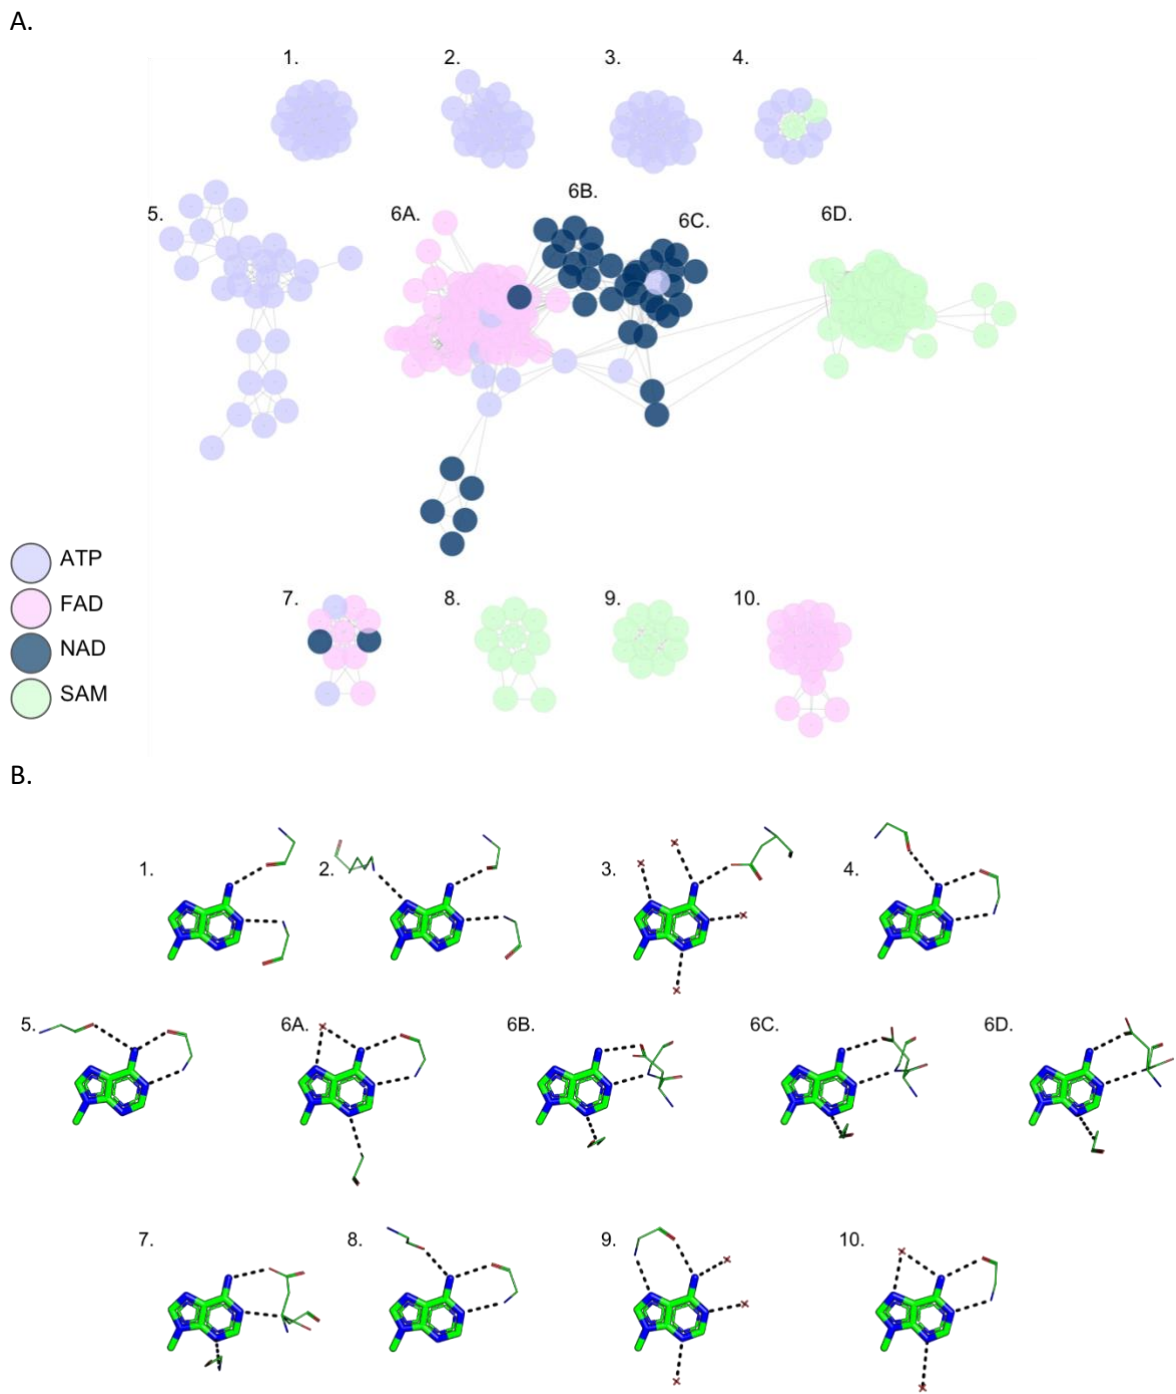 A.
1. 2. 3. 4.
5. 6A. 6B. 6C. 6D.
ATP
FAD
NAD
SAM
7. 8. 9. 10.
B.
1. 2. 3. 4.
5. 6A. 6B. 6C. 6D.
7. 8. 9. 10.